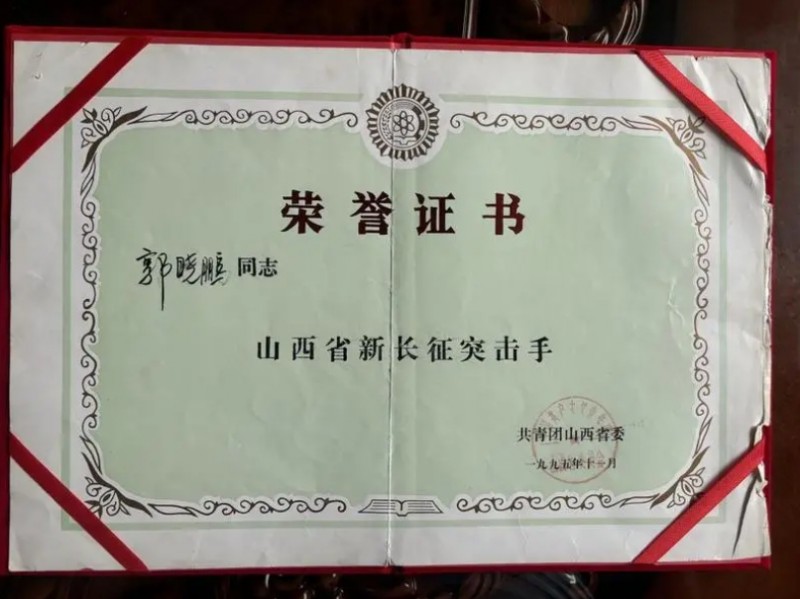 荣誉证书
郭晓鹏同志
山西省新长征突击手
共青团山西省委
一九九五年十一月